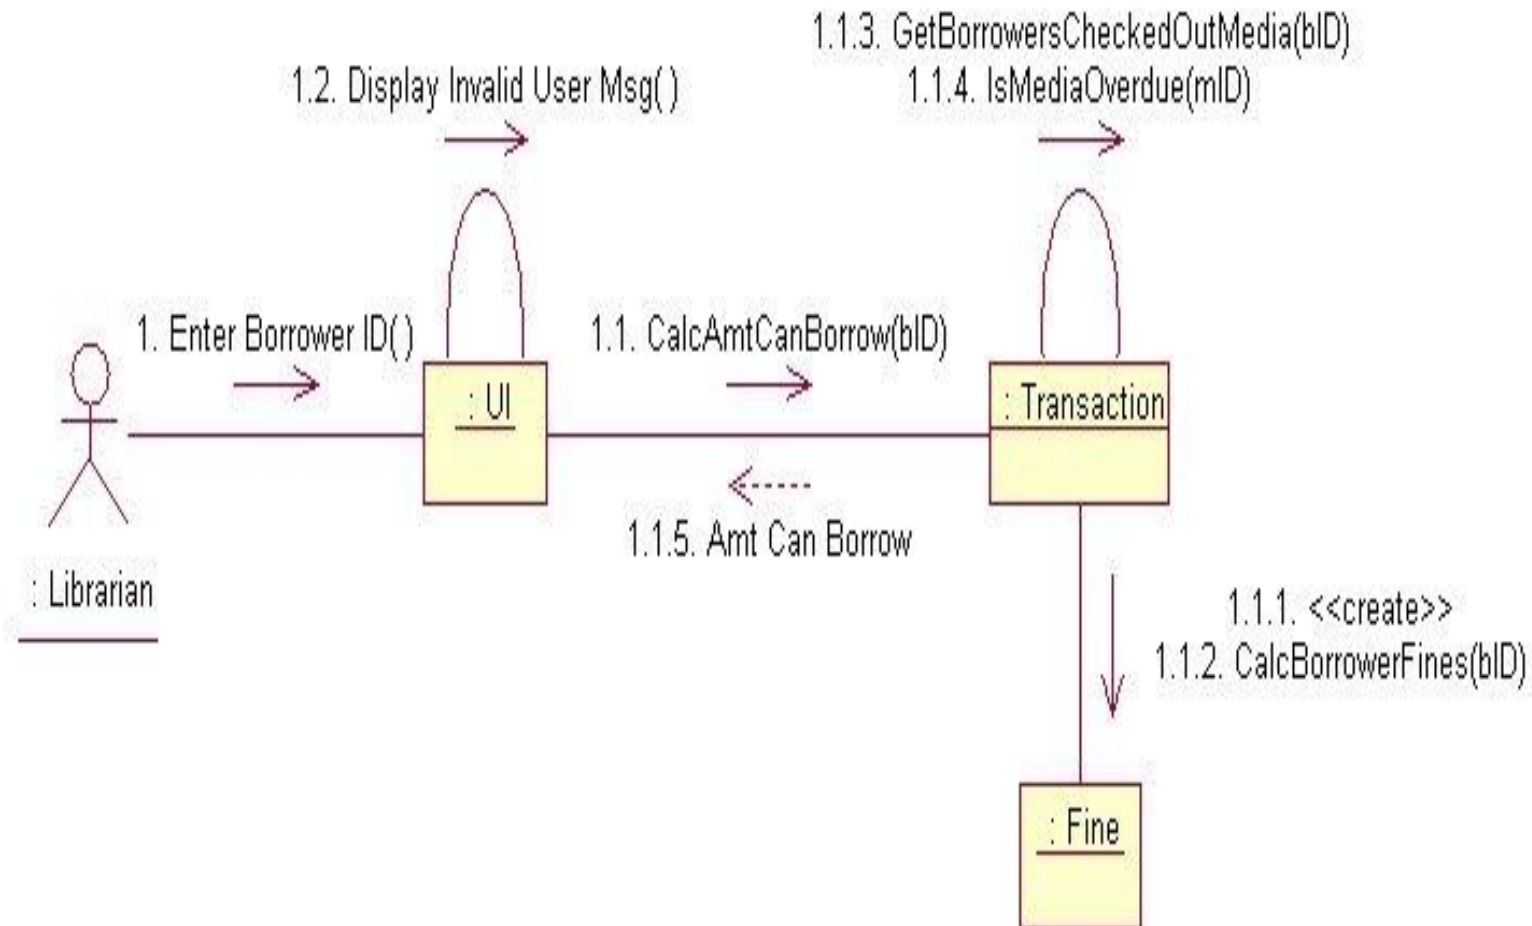 1.1.3. GetBorrowersCheckedOutMedia(bID)
1.2. Display Invalid User Msg( )
1.1.4. IsMediaOverdue(mID)
1. Enter Borrower ID( )
1.1. CalcAmtCanBorrow(bID)
: UI
: Transaction
1.1.5. Amt Can Borrow
: Librarian
1.1.1. <<create>>
1.1.2. CalcBorrowerFines(bID)
: Fine